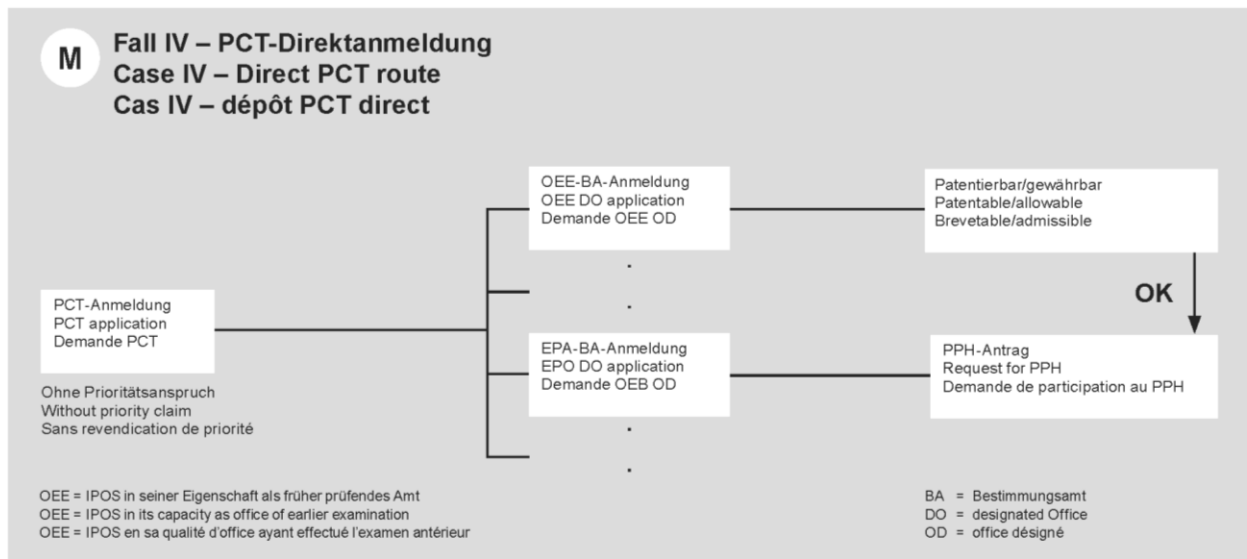 M
Fall IV – PCT-Direktanmeldung
Case IV – Direct PCT route
Cas IV – dépôt PCT direct
OEE-BA-Anmeldung
OEE DO application
Demande OEE OD
Patentierbar/gewährbar
Patentable/allowable
Brevetable/admissible
OK
PCT-Anmeldung
PCT application
Demande PCT
Ohne Prioritätsanspruch
Without priority claim
Sans revendication de priorité
EPA-BA-Anmeldung
EPO DO application
Demande OEB OD
PPH-Antrag
Request for PPH
Demande de participation au PPH
OEE = IPOS in seiner Eigenschaft als früher prüfendes Amt
OEE = IPOS in its capacity as office of earlier examination
OEE = IPOS en sa qualité d'office ayant effectué l'examen antérieur
BA = Bestimmungsamt
DO = designated Office
OD = office désigné